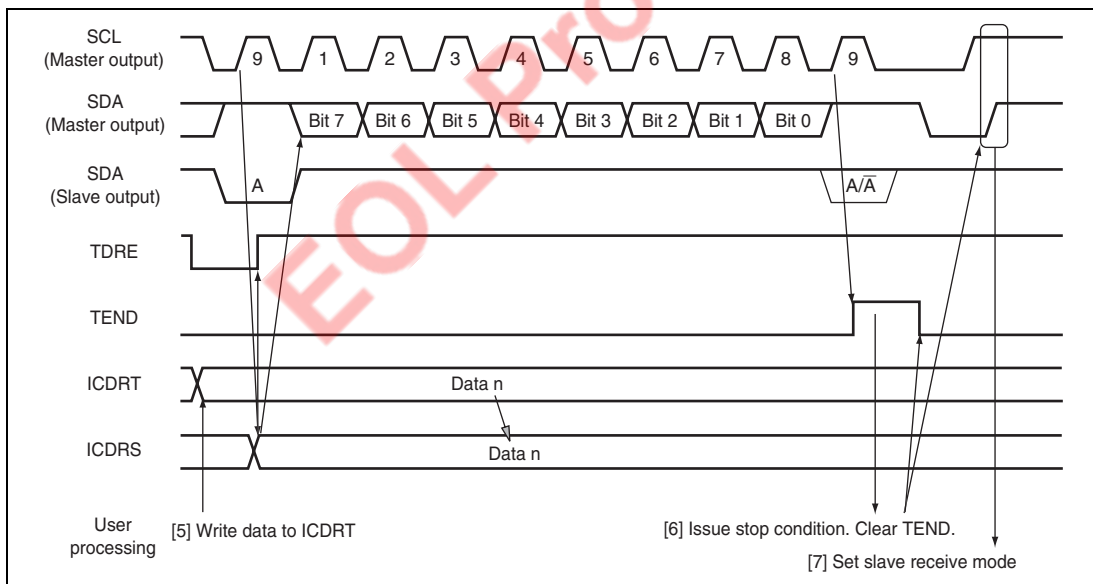 SCL
(Master output)
9 1 2 3 4 5 6 7 8 9
SDA
(Master output)
Bit 7 Bit 6 Bit 5 Bit 4 Bit 3 Bit 2 Bit 1 Bit 0
SDA
(Slave output)
A A/A̅
TDRE
TEND
ICDRT
Data n
ICDRS
Data n
User
processing
[5] Write data to ICDRT
[6] Issue stop condition. Clear TEND.
[7] Set slave receive mode
EOL Pro